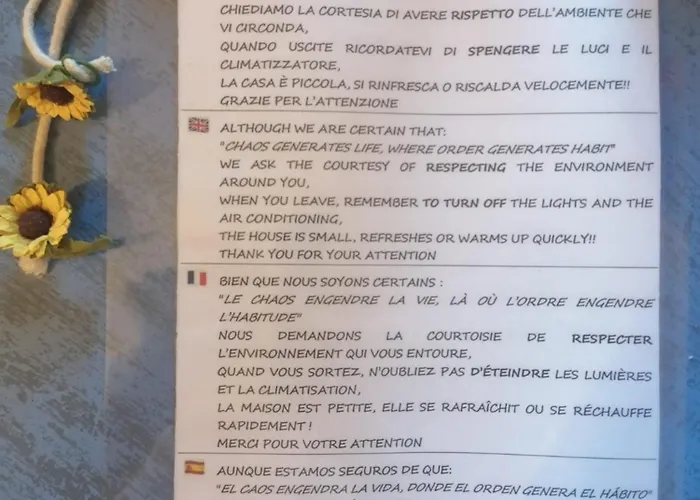 CHIEDIAMO LA CORTESIA DI AVERE RISPETTO DELL'AMBIENTE CHE
VI CIRCONDA,
QUANDO USCITE RICORDATEVI DI SPENGERE LE LUCI E IL
CLIMATIZZATORE,
LA CASA È PICCOLA, SI RINFRESCA O RISCALDA VELOCEMENTE!!
GRAZIE PER L'ATTENZIONE
ALTHOUGH WE ARE CERTAIN THAT:
"CHAOS GENERATES LIFE, WHERE ORDER GENERATES HABIT"
WE ASK THE COURTESY OF RESPECTING THE ENVIRONMENT
AROUND YOU,
WHEN YOU LEAVE, REMEMBER TO TURN OFF THE LIGHTS AND THE
AIR CONDITIONING,
THE HOUSE IS SMALL, REFRESHES OR WARMS UP QUICKLY!!
THANK YOU FOR YOUR ATTENTION
BIEN QUE NOUS SOYONS CERTAINS :
"LE CHAOS ENGENDRE LA VIE, LÀ OÙ L'ORDRE ENGENDRE
L'HABITUDE"
NOUS DEMANDONS LA COURTOISIE DE RESPECTER
L'ENVIRONNEMENT QUI VOUS ENTOURE,
QUAND VOUS SORTEZ, N'OUBLIEZ PAS D'ÉTEINDRE LES LUMIÈRES
ET LA CLIMATISATION,
LA MAISON EST PETITE, ELLE SE RAFRAÎCHIT OU SE RÉCHAUFFE
RAPIDEMENT !
MERCI POUR VOTRE ATTENTION
AUNQUE ESTAMOS SEGUROS DE QUE:
"EL CAOS ENGENDRA LA VIDA, DONDE EL ORDEN GENERA EL HÁBITO"